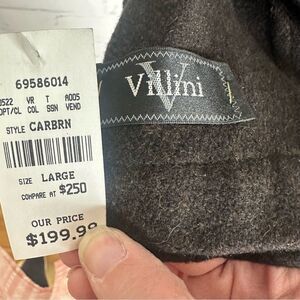 69586014
0522 VR T A005
DPT/CL COL SSN VEND
STYLE CARBRN
SIZE LARGE
COMPARE AT $250
OUR PRICE
$199.99
Villini